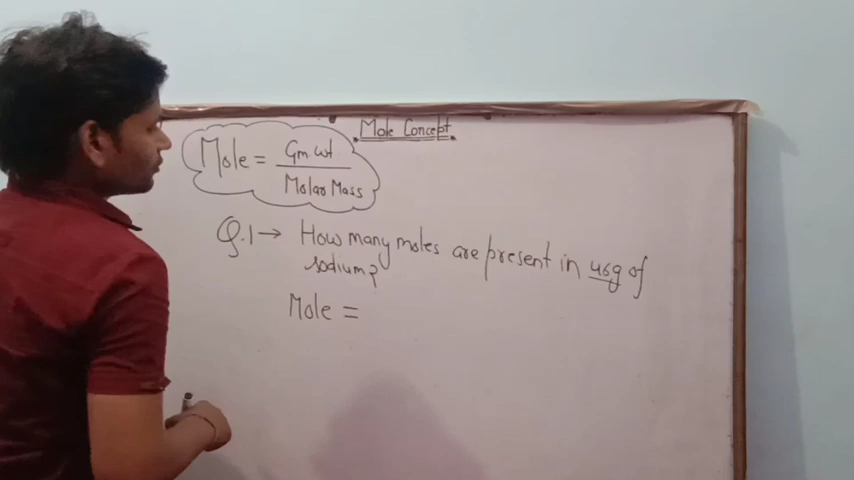 Mole Concept
Mole = Gm wt
Molar Mass
Q.1 → How many moles are present in 46g of
sodium?
Mole =